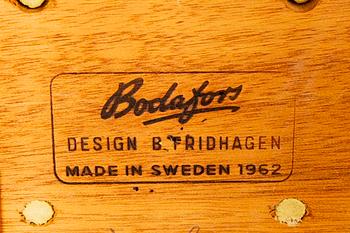 Bodafors
DESIGN B. FRIDHAGEN
MADE IN SWEDEN 1962